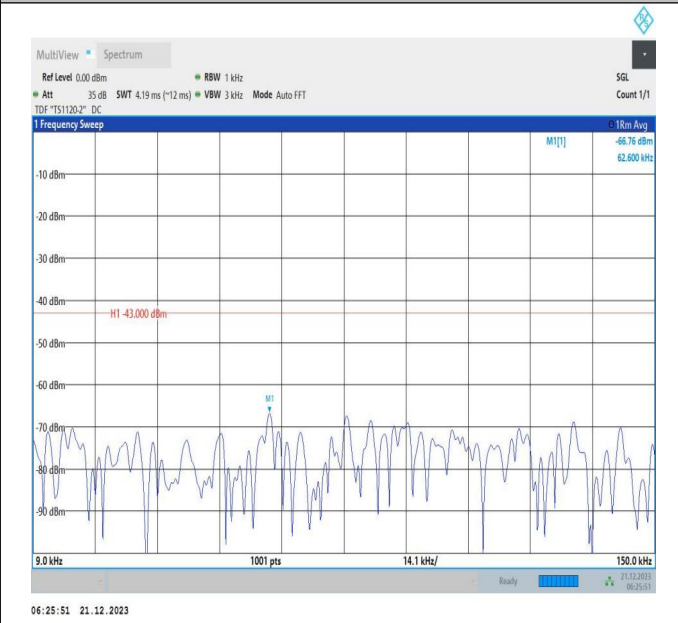 R S
MultiView Spectrum
Ref Level 0.00 dBm RBW 1 kHz SGL
Att 35 dB SWT 4.19 ms (~12 ms) VBW 3 kHz Mode Auto FFT Count 1/1
TDF "TS1120-2" DC
1 Frequency Sweep 1Rm Avg
M1[1] -66.76 dBm
62.600 kHz
-10 dBm
-20 dBm
-30 dBm
-40 dBm
H1 -43.000 dBm
-50 dBm
-60 dBm
M1
-70 dBm
-80 dBm
-90 dBm
9.0 kHz 1001 pts 14.1 kHz/ 150.0 kHz
Ready 21.12.2023
06:25:51
06:25:51 21.12.2023